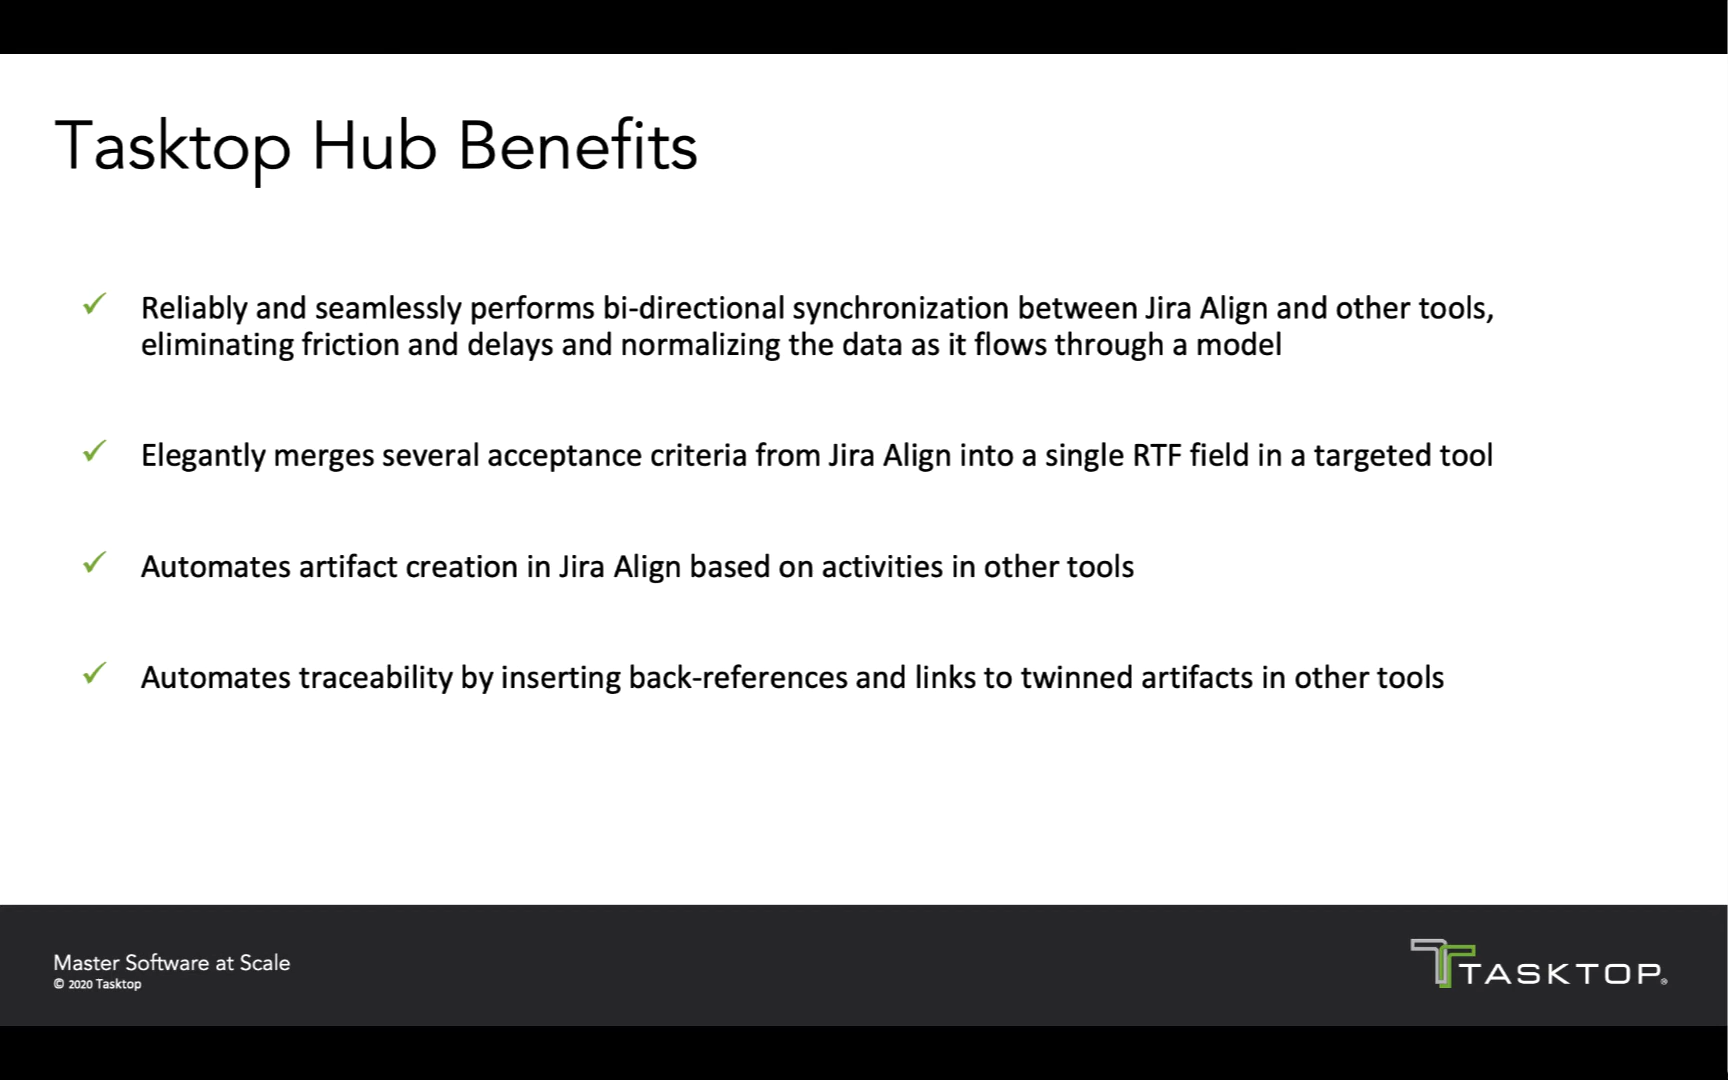 Tasktop Hub Benefits
✓ Reliably and seamlessly performs bi-directional synchronization between Jira Align and other tools,
eliminating friction and delays and normalizing the data as it flows through a model
✓ Elegantly merges several acceptance criteria from Jira Align into a single RTF field in a targeted tool
✓ Automates artifact creation in Jira Align based on activities in other tools
✓ Automates traceability by inserting back-references and links to twinned artifacts in other tools
Master Software at Scale
© 2020 Tasktop
TASKTOP®